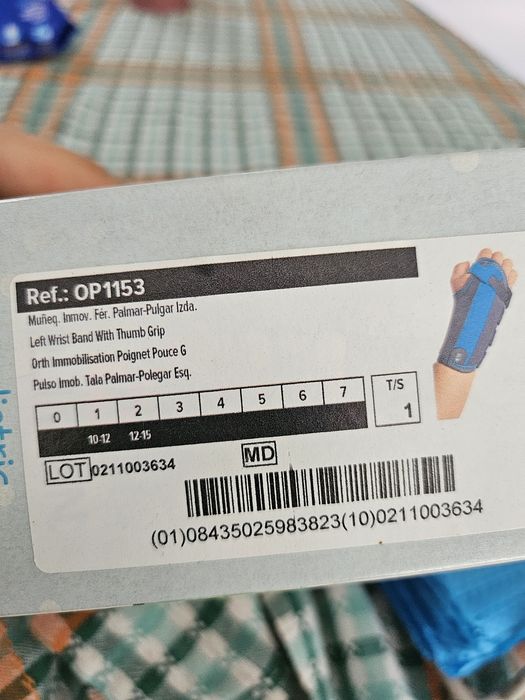 Ref.: OP1153
Muñeq. Inmov. Fér. Palmar-Pulgar Izda.
Left Wrist Band With Thumb Grip
Orth Immobilisation Poignet Pouce G
Pulso Imob. Tala Palmar-Polegar Esq.
0 1 2 3 4 5 6 7
10-12 12-15
T/S
1
LOT 0211003634
MD
(01)08435025983823(10)0211003634